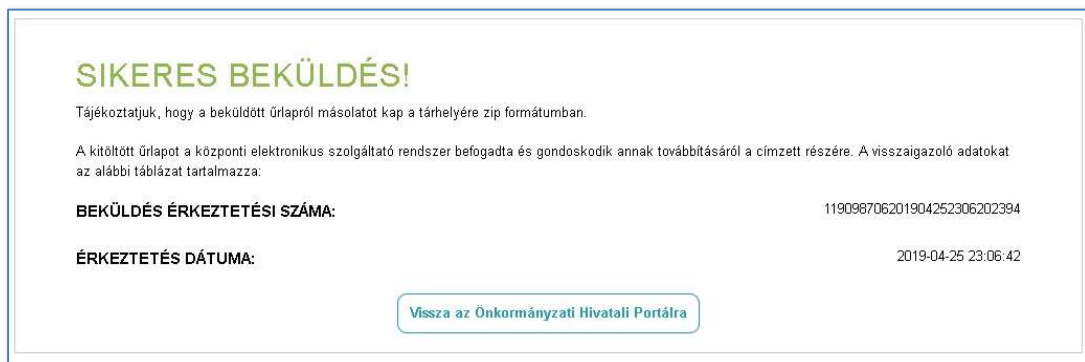 SIKERES BEKÜLDÉS!
Tájékoztatjuk, hogy a beküldött űrlapról másolatot kap a tárhelyére zip formátumban.
A kitöltött űrlapot a központi elektronikus szolgáltató rendszer befogadta és gondoskodik annak továbbításáról a címzett részére. A visszaigazoló adatokat
az alábbi táblázat tartalmazza:
BEKÜLDÉS ÉRKEZTETÉSI SZÁMA: 119098706201904252306202394
ÉRKEZTETÉS DÁTUMA: 2019-04-25 23:06:42
Vissza az Önkormányzati Hivatali Portálra